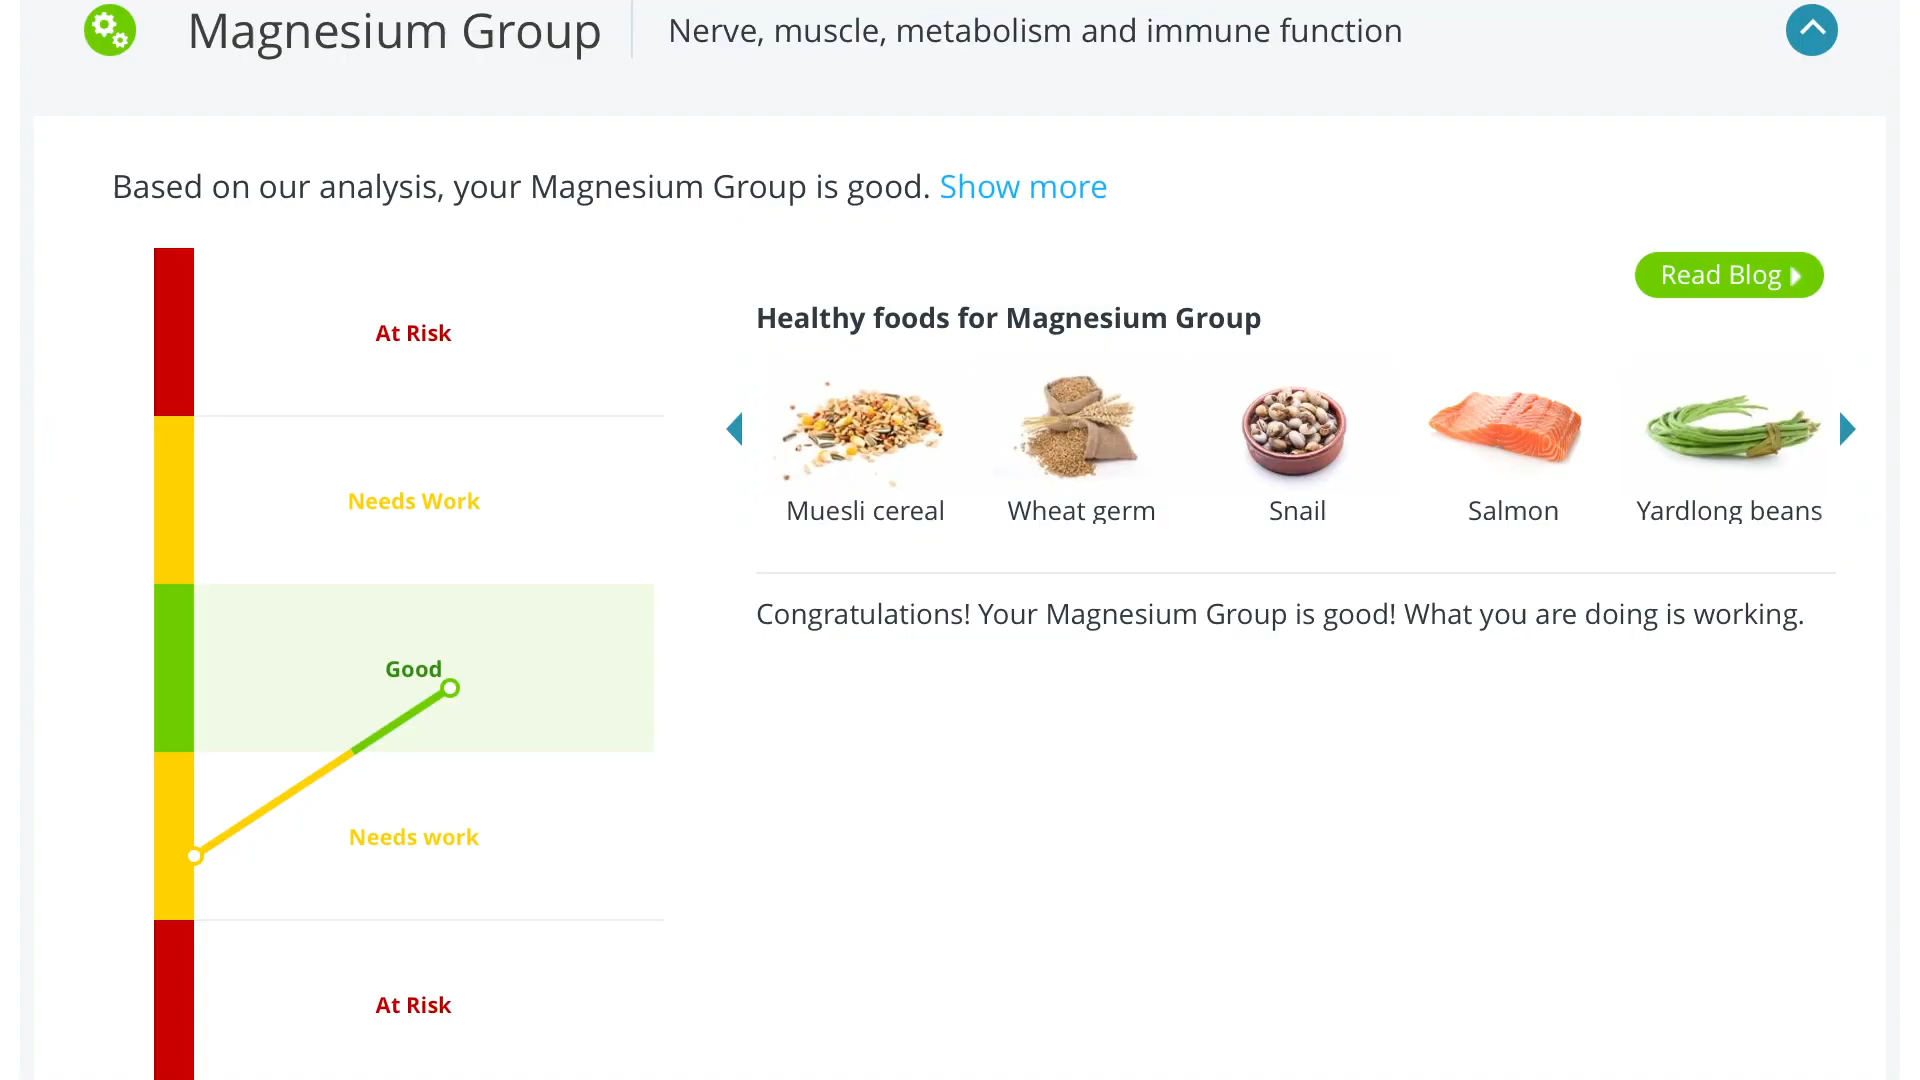 Magnesium Group
Nerve, muscle, metabolism and immune function
Based on our analysis, your Magnesium Group is good. Show more
Read Blog
Healthy foods for Magnesium Group
Muesli cereal
Wheat germ
Snail
Salmon
Yardlong beans
Congratulations! Your Magnesium Group is good! What you are doing is working.
At Risk
Needs Work
Good
Needs work
At Risk